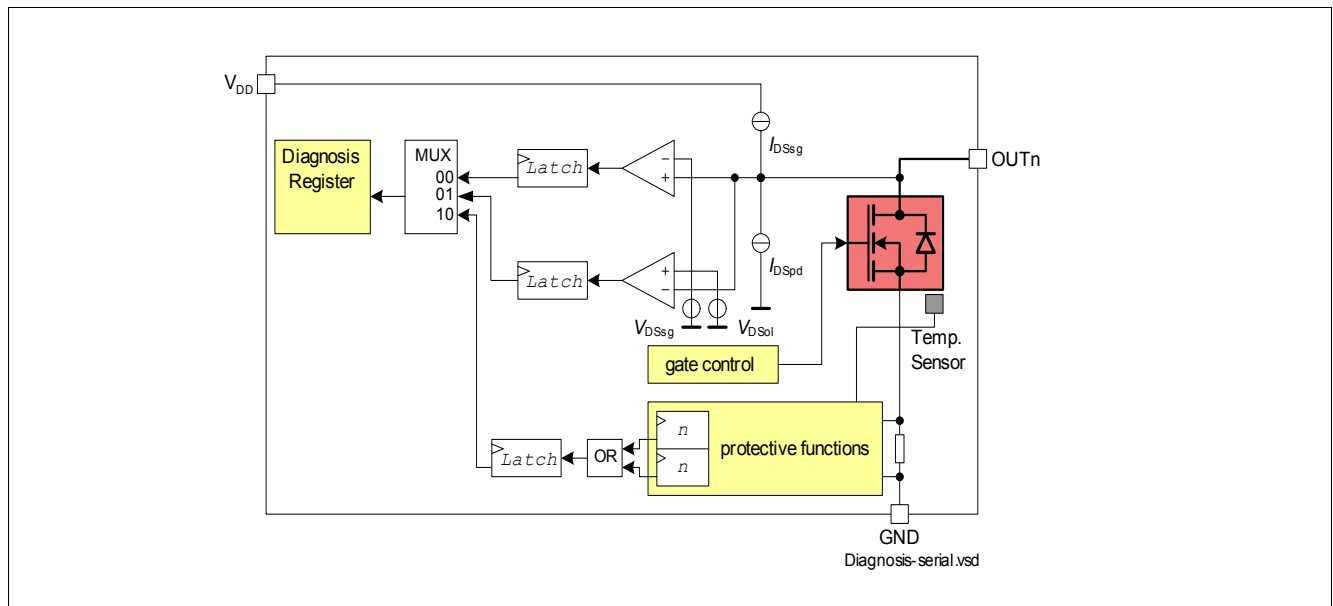 VDD
IDSsg
OUTn
Diagnosis
Register
MUX
00
01
10
Latch
−
+
Latch
+
−
IDSpd
VDSsg
VDSol
Temp.
Sensor
gate control
n
n
protective functions
Latch
OR
GND
Diagnosis-serial.vsd